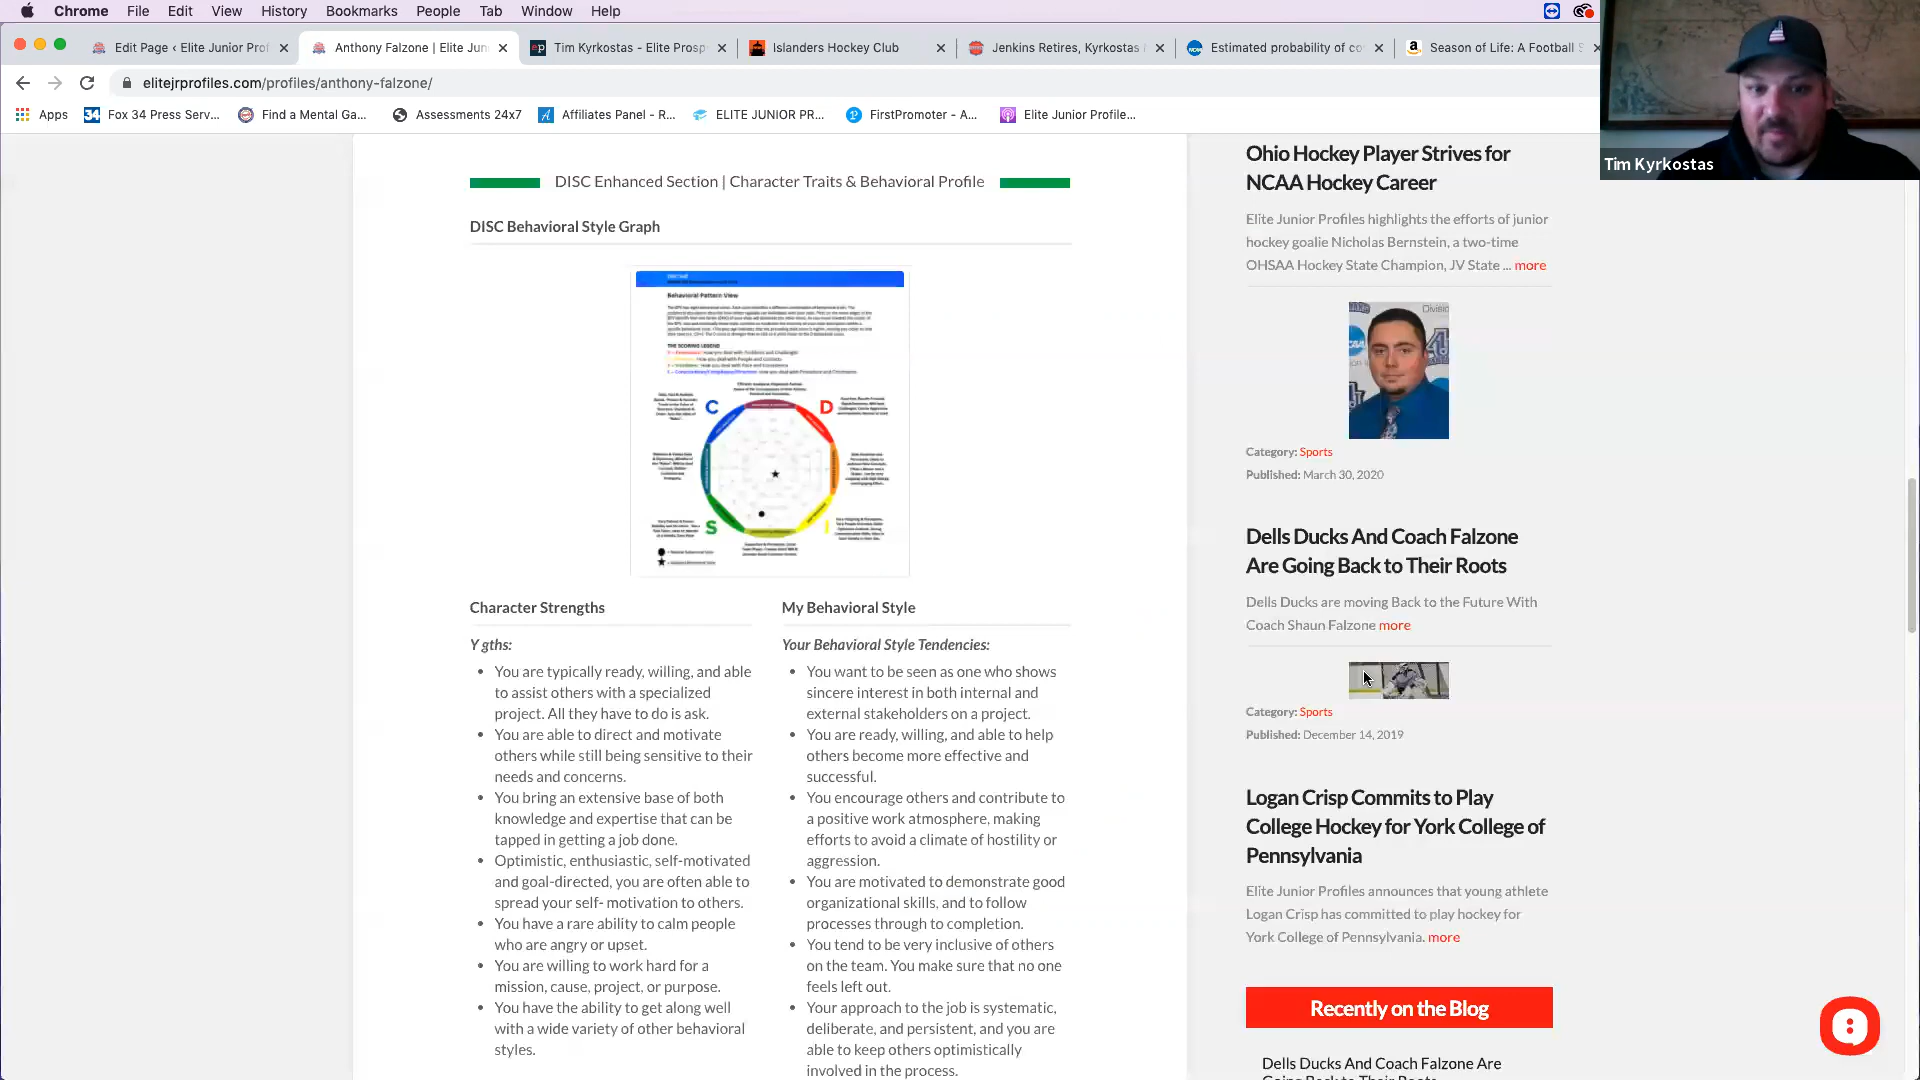 Chrome File Edit View History Bookmarks People Tab Window Help
Edit Page ‹ Elite Junior Prof
Anthony Falzone | Elite Jun
Tim Kyrkostas - Elite Prosp
Islanders Hockey Club
Jenkins Retires, Kyrkostas
Estimated probability of co
Season of Life: A Football S
elitejrprofiles.com/profiles/anthony-falzone/
Apps
Fox 34 Press Serv...
Find a Mental Ga...
Assessments 24x7
Affiliates Panel - R...
ELITE JUNIOR PR...
FirstPromoter - A...
Elite Junior Profile...
Tim Kyrkostas
DISC Enhanced Section | Character Traits & Behavioral Profile
DISC Behavioral Style Graph
Behavioral Pattern View
THE SCORING LEGEND
C
D
S
Character Strengths
Y gths:
You are typically ready, willing, and able
to assist others with a specialized
project. All they have to do is ask.
You are able to direct and motivate
others while still being sensitive to their
needs and concerns.
You bring an extensive base of both
knowledge and expertise that can be
tapped in getting a job done.
Optimistic, enthusiastic, self-motivated
and goal-directed, you are often able to
spread your self- motivation to others.
You have a rare ability to calm people
who are angry or upset.
You are willing to work hard for a
mission, cause, project, or purpose.
You have the ability to get along well
with a wide variety of other behavioral
styles.
My Behavioral Style
Your Behavioral Style Tendencies:
You want to be seen as one who shows
sincere interest in both internal and
external stakeholders on a project.
You are ready, willing, and able to help
others become more effective and
successful.
You encourage others and contribute to
a positive work atmosphere, making
efforts to avoid a climate of hostility or
aggression.
You are motivated to demonstrate good
organizational skills, and to follow
processes through to completion.
You tend to be very inclusive of others
on the team. You make sure that no one
feels left out.
Your approach to the job is systematic,
deliberate, and persistent, and you are
able to keep others optimistically
involved in the process.
Ohio Hockey Player Strives for
NCAA Hockey Career
Elite Junior Profiles highlights the efforts of junior
hockey goalie Nicholas Bernstein, a two-time
OHSAA Hockey State Champion, JV State ... more
Category: Sports
Published: March 30, 2020
Dells Ducks And Coach Falzone
Are Going Back to Their Roots
Dells Ducks are moving Back to the Future With
Coach Shaun Falzone more
Category: Sports
Published: December 14, 2019
Logan Crisp Commits to Play
College Hockey for York College of
Pennsylvania
Elite Junior Profiles announces that young athlete
Logan Crisp has committed to play hockey for
York College of Pennsylvania. more
Recently on the Blog
Dells Ducks And Coach Falzone Are